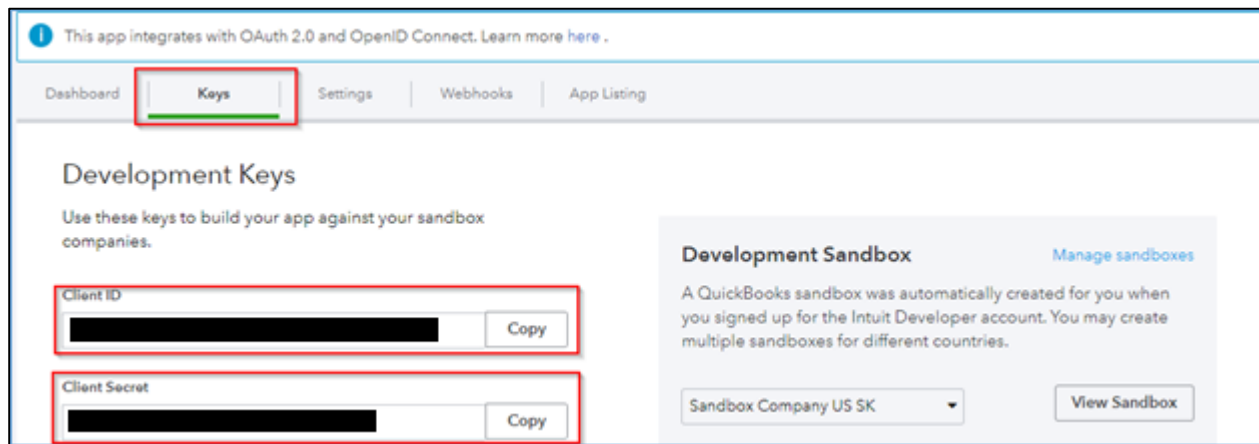 This app integrates with OAuth 2.0 and OpenID Connect. Learn more here .
Dashboard
Keys
Settings
Webhooks
App Listing
Development Keys
Use these keys to build your app against your sandbox
companies.
Client ID
Copy
Client Secret
Copy
Development Sandbox
Manage sandboxes
A QuickBooks sandbox was automatically created for you when
you signed up for the Intuit Developer account. You may create
multiple sandboxes for different countries.
Sandbox Company US SK
View Sandbox